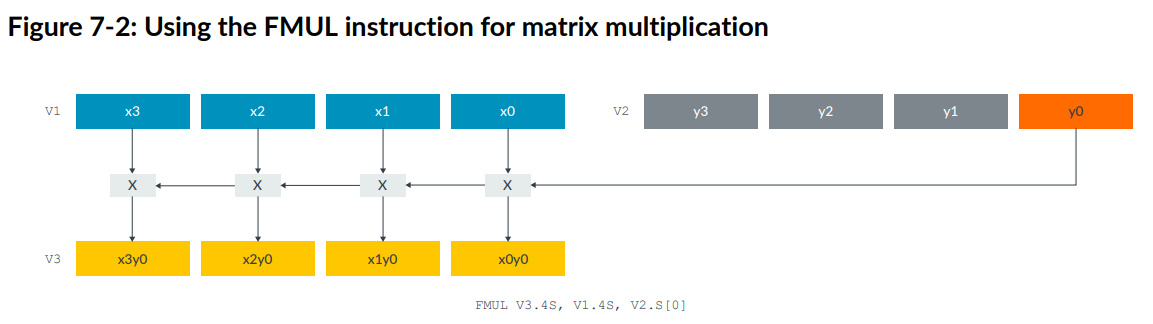 Figure 7-2: Using the FMUL instruction for matrix multiplication
V1 x3 x2 x1 x0 V2 y3 y2 y1 y0
X X X X
V3 x3y0 x2y0 x1y0 x0y0
FMUL V3.4S, V1.4S, V2.S[0]